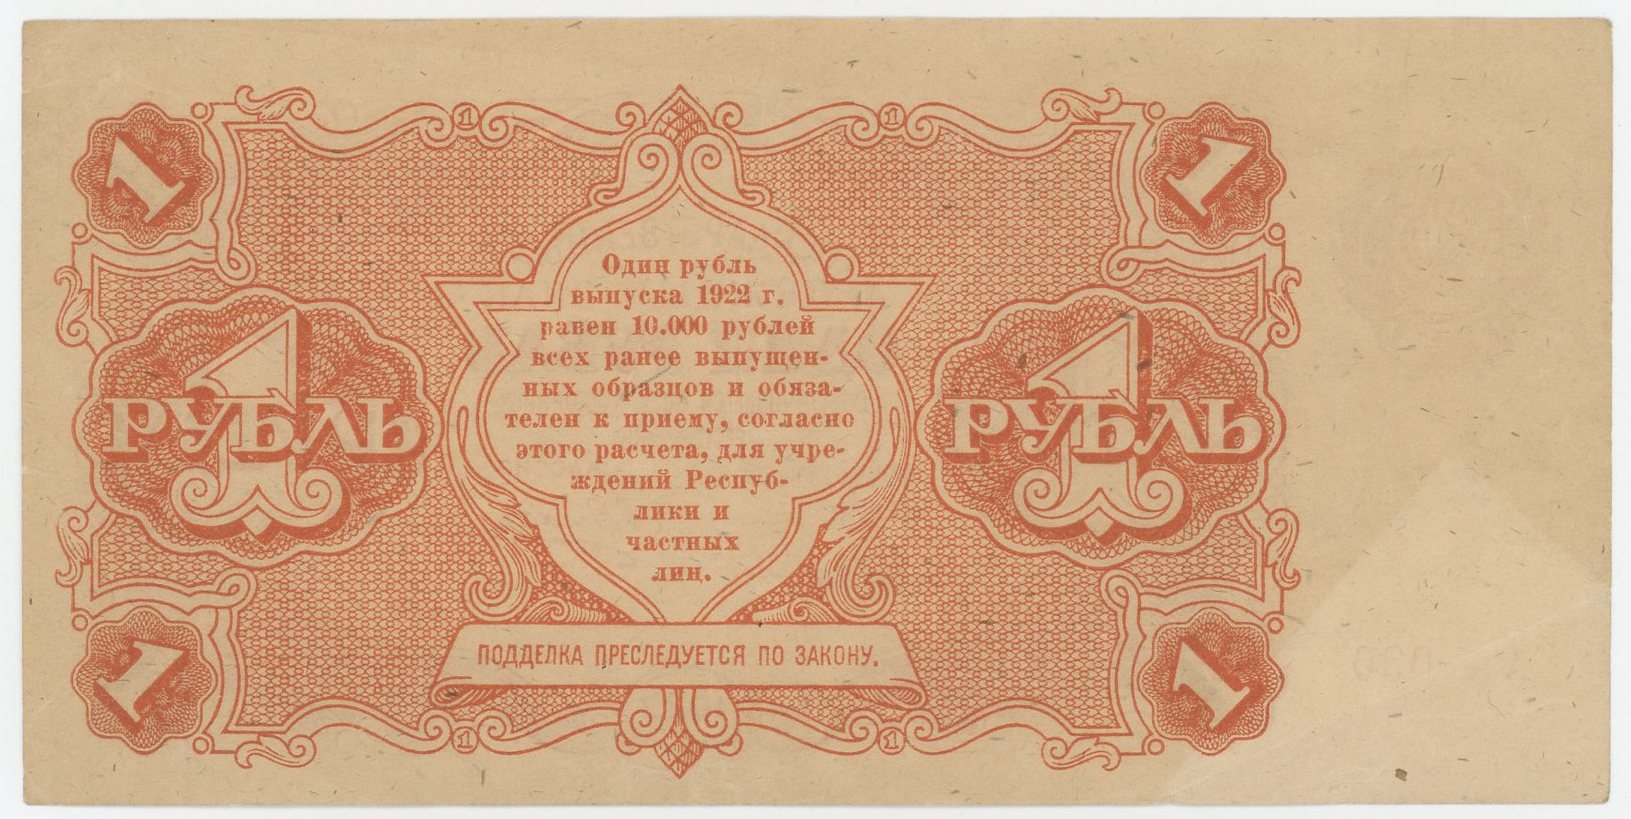 1
1
1
1
Один рубль
выпуска 1922 г.
равен 10.000 рублей
всех ранее выпущен-
ных образцов и обяза-
телен к приему, согласно
этого расчета, для учре-
ждений Респуб-
лики и
частных
лиц.
1 РУБЛЬ
1 РУБЛЬ
ПОДДЕЛКА ПРЕСЛЕДУЕТСЯ ПО ЗАКОНУ.
1
1
1
1